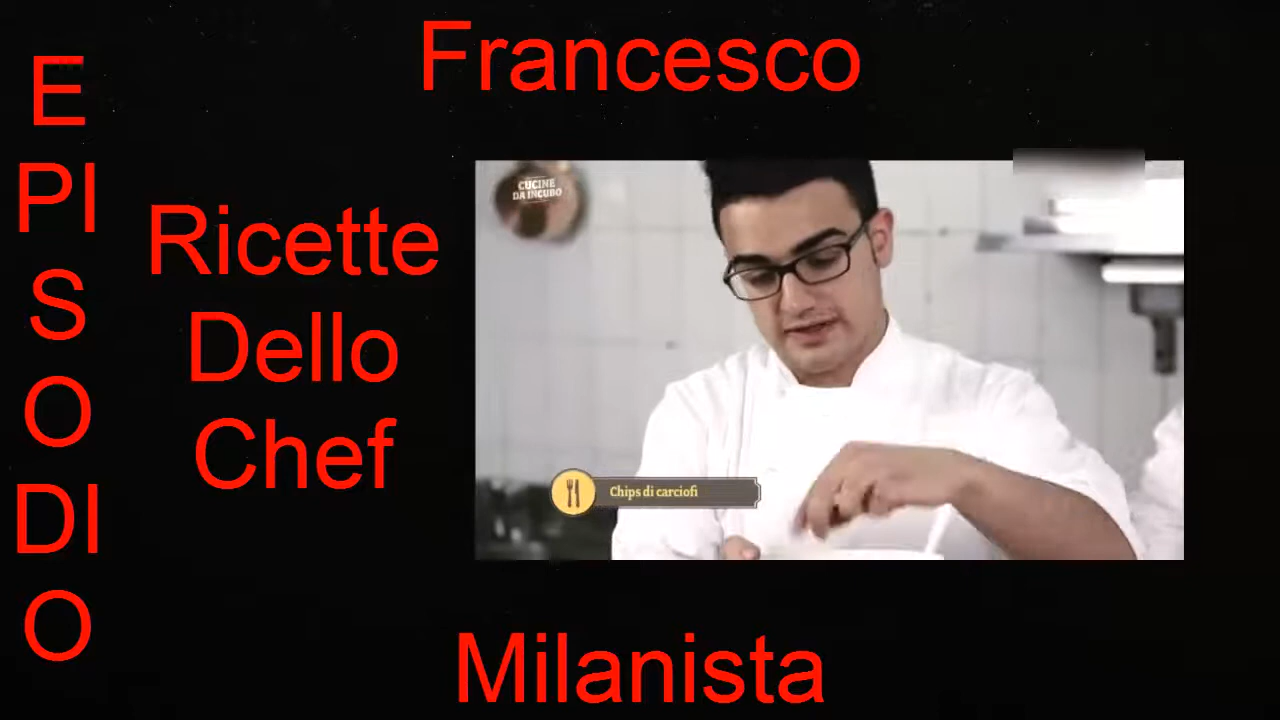 Francesco
E
PI
S
O
DI
O
Ricette
Dello
Chef
CUCINE
DA INCUBO
Chips di carciofi
Milanista